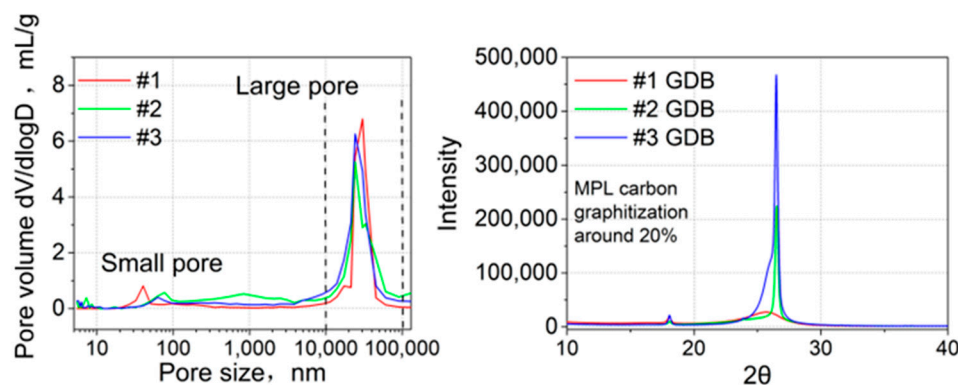 Pore volume dV/dlogD，mL/g
8
6
4
2
0
#1
#2
#3
Large pore
Small pore
10
100
1,000
10,000
100,000
Pore size，nm
Intensity
500,000
400,000
300,000
200,000
100,000
0
#1 GDB
#2 GDB
#3 GDB
MPL carbon
graphitization
around 20%
10
20
30
40
2θ